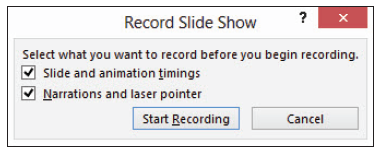 Record Slide Show ? ×
Select what you want to record before you begin recording.
Slide and animation timings
Narrations and laser pointer
Start Recording Cancel